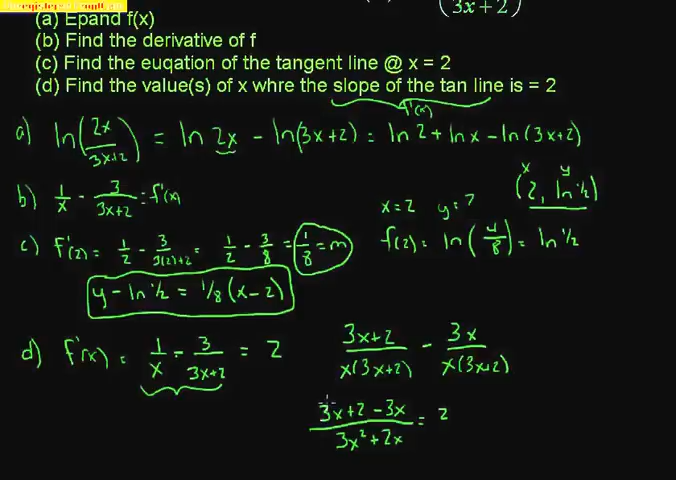 (3x+2)
(a) Epand f(x)
(b) Find the derivative of f
(c) Find the euqation of the tangent line @ x = 2
(d) Find the value(s) of x whre the slope of the tan line is = 2
f'(x)
a) ln(2x/3x+2) = ln 2x - ln(3x+2) = ln 2 + ln x - ln(3x+2)
b) 1/x - 3/3x+2 = f'(x)
x y
(2, ln 1/2)
x=2 y=?
c) f'(2) = 1/2 - 3/3(2)+2 = 1/2 - 3/8 = 1/8 = m
f(2) = ln(4/8) = ln 1/2
y - ln 1/2 = 1/8 (x-2)
d) f'(x) = 1/x - 3/3x+2 = 2
3x+2/x(3x+2) - 3x/x(3x+2)
3x+2-3x/3x²+2x = 2